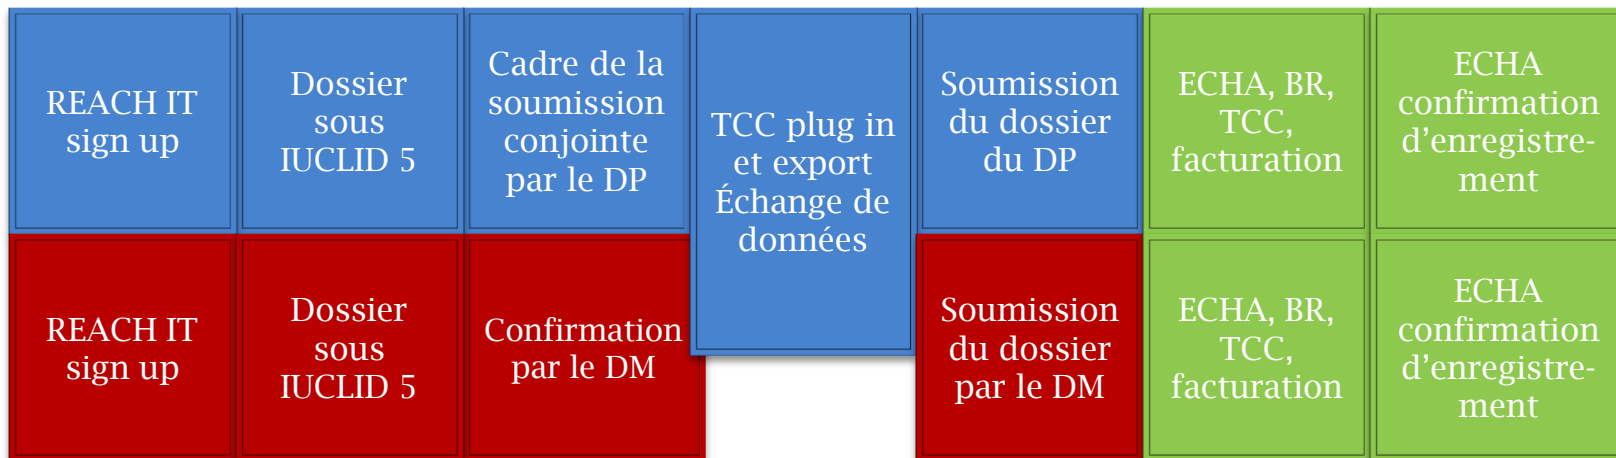 REACH IT
sign up
Dossier
sous
IUCLID 5
Cadre de la
soumission
conjointe
par le DP
TCC plug in
et export
Échange de
données
Soumission
du dossier
du DP
ECHA, BR,
TCC,
facturation
ECHA
confirmation
d’enregistre-
ment
REACH IT
sign up
Dossier
sous
IUCLID 5
Confirmation
par le DM
Soumission
du dossier
par le DM
ECHA, BR,
TCC,
facturation
ECHA
confirmation
d’enregistre-
ment